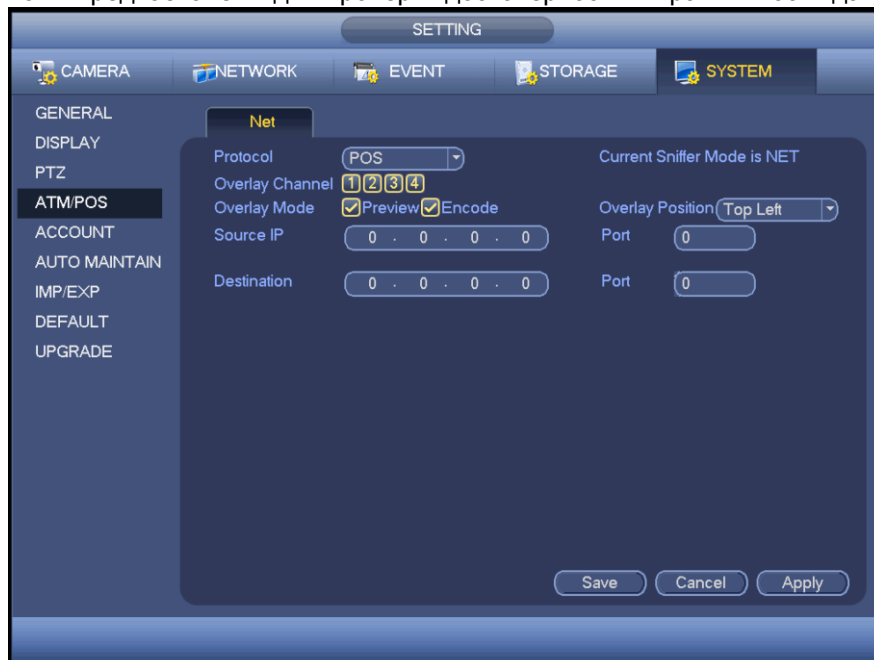 SETTING
CAMERA NETWORK EVENT STORAGE SYSTEM
GENERAL
DISPLAY
PTZ
ATM/POS
ACCOUNT
AUTO MAINTAIN
IMP/EXP
DEFAULT
UPGRADE
Net
Protocol POS Current Sniffer Mode is NET
Overlay Channel 1 2 3 4
Overlay Mode Preview Encode Overlay Position Top Left
Source IP 0 . 0 . 0 . 0 Port 0
Destination 0 . 0 . 0 . 0 Port 0
Save Cancel Apply